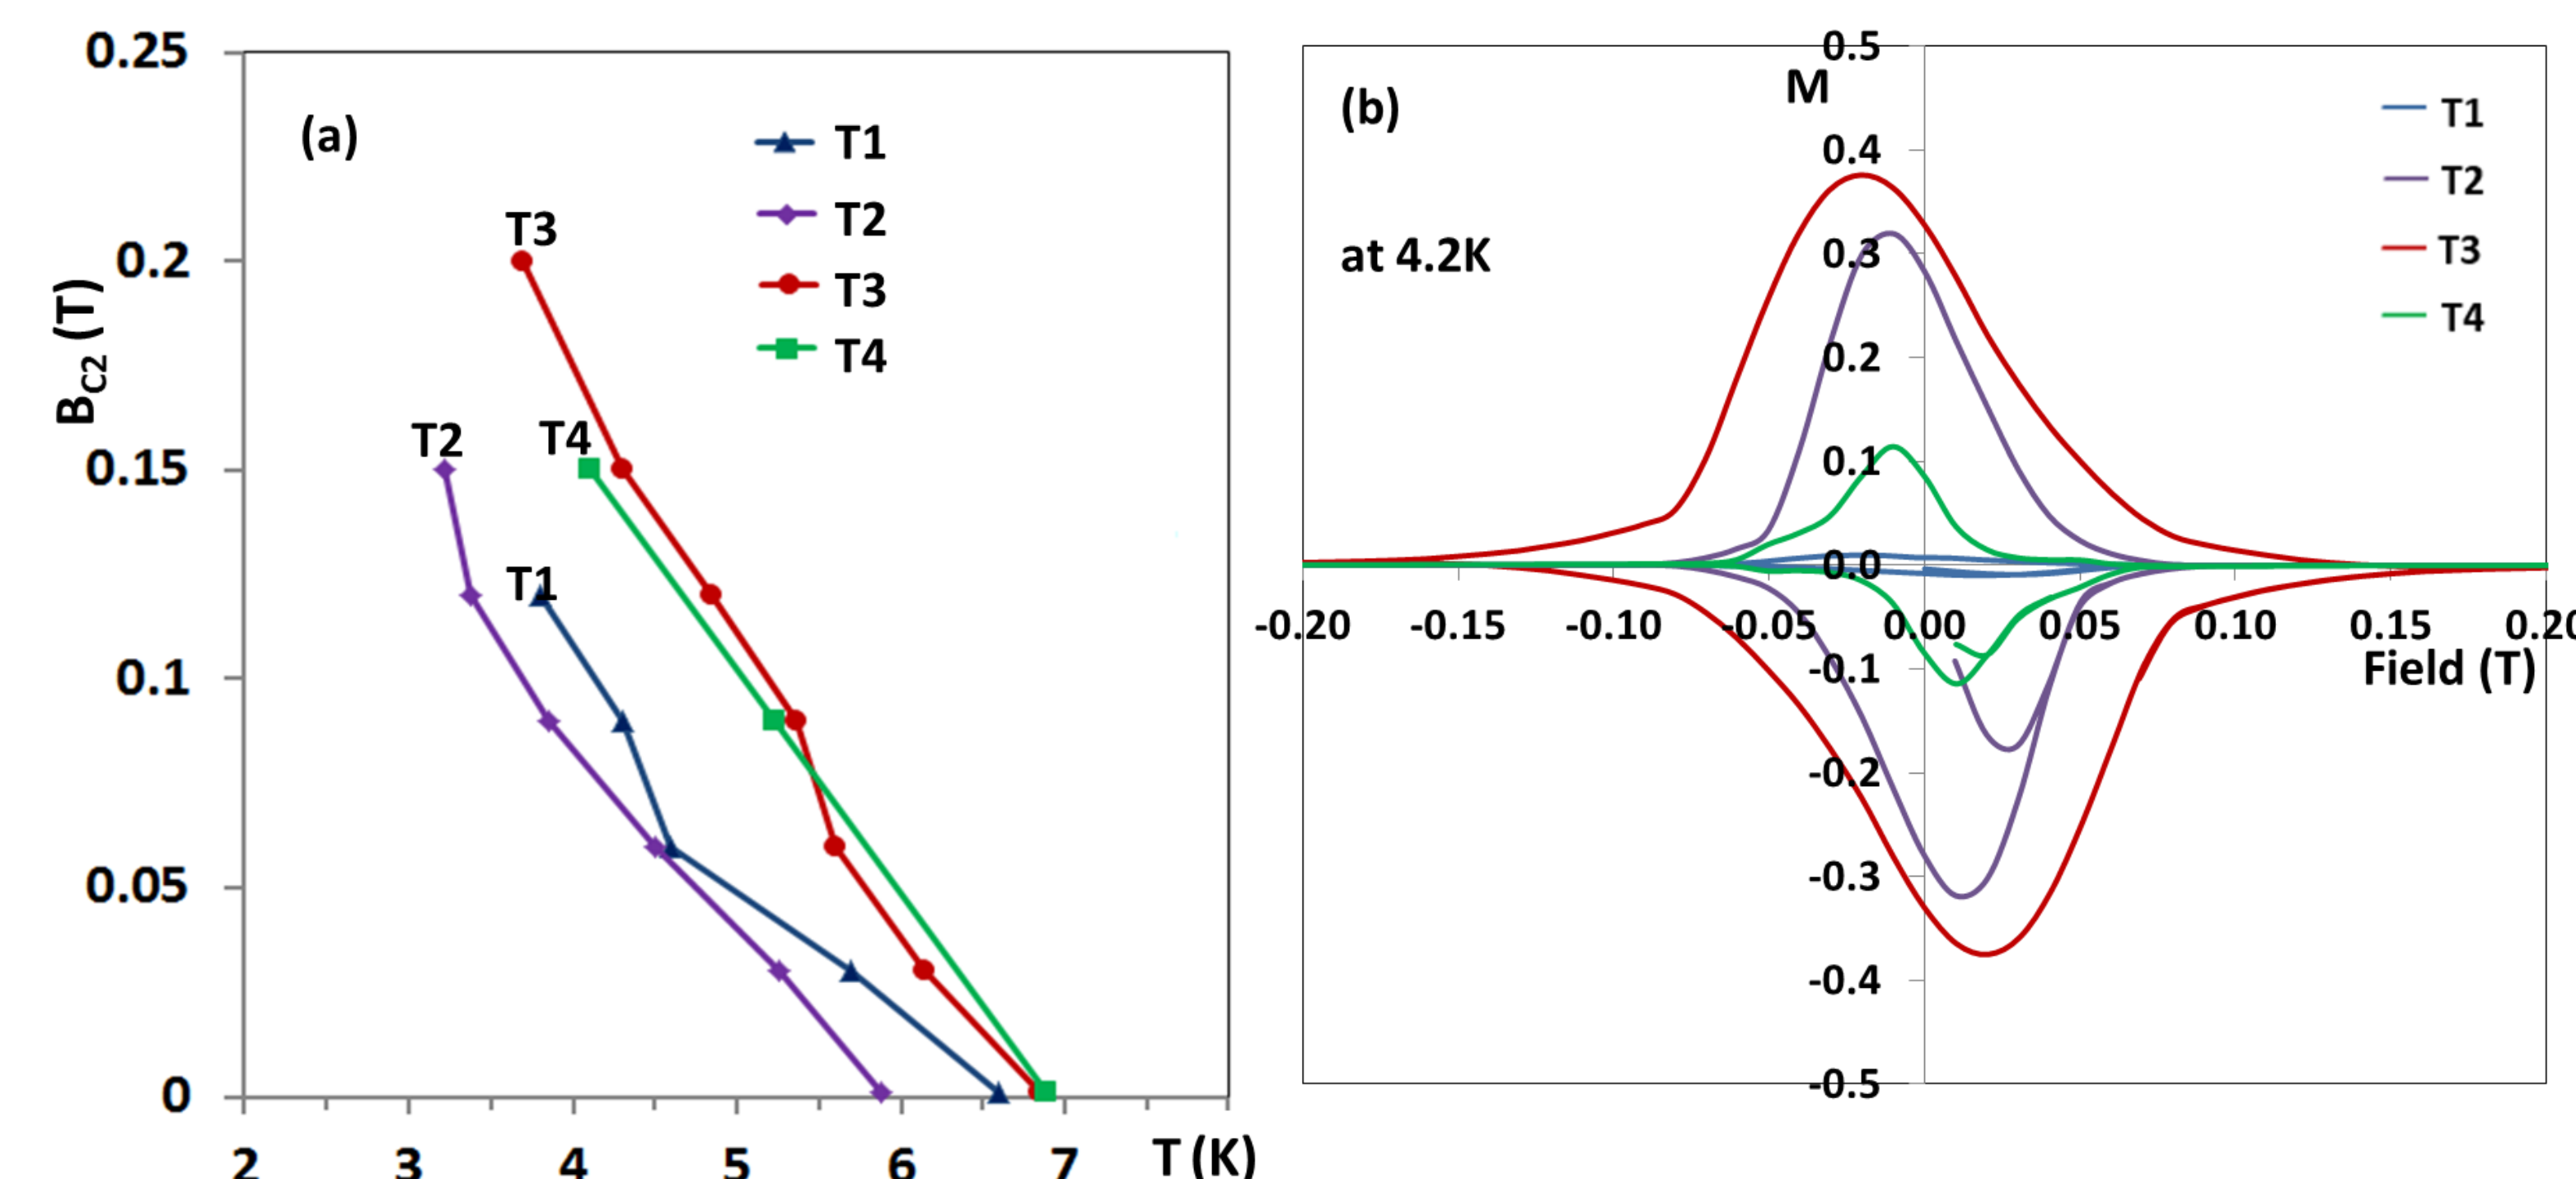 (a)
T1
T2
T3
T4
T3
T2
T4
T1
B_C2 (T)
0.25
0.2
0.15
0.1
0.05
0
2 3 4 5 6 7 T (K)
(b)
at 4.2K
M
T1
T2
T3
T4
0.5
0.4
0.3
0.2
0.1
0.0
-0.20 -0.15 -0.10 -0.05 0.00 0.05 0.10 0.15 0.20
Field (T)
-0.1
-0.2
-0.3
-0.4
-0.5